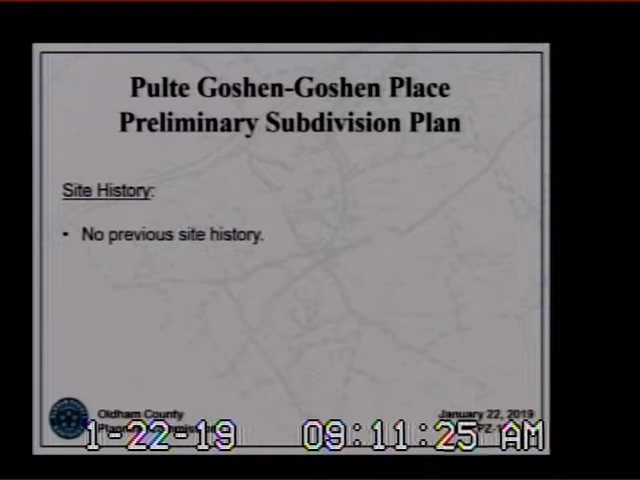 Pulte Goshen-Goshen Place
Preliminary Subdivision Plan
Site History:
• No previous site history.
Oldham County
January 22, 2019
1-22-19 09:11:25 AM